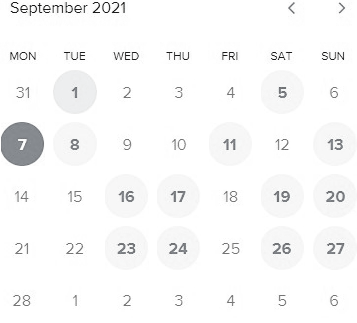 September 2021
MON TUE WED THU FRI SAT SUN
31 1 2 3 4 5 6
7 8 9 10 11 12 13
14 15 16 17 18 19 20
21 22 23 24 25 26 27
28 1 2 3 4 5 6